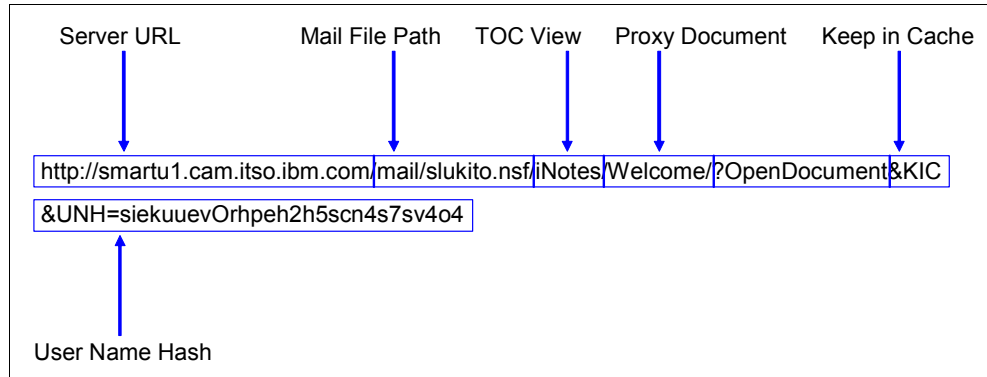 Server URL Mail File Path TOC View Proxy Document Keep in Cache
http://smartu1.cam.itso.ibm.com/mail/slukito.nsf/iNotes/Welcome/?OpenDocument&KIC
&UNH=siekuuevOrhpeh2h5scn4s7sv4o4
User Name Hash